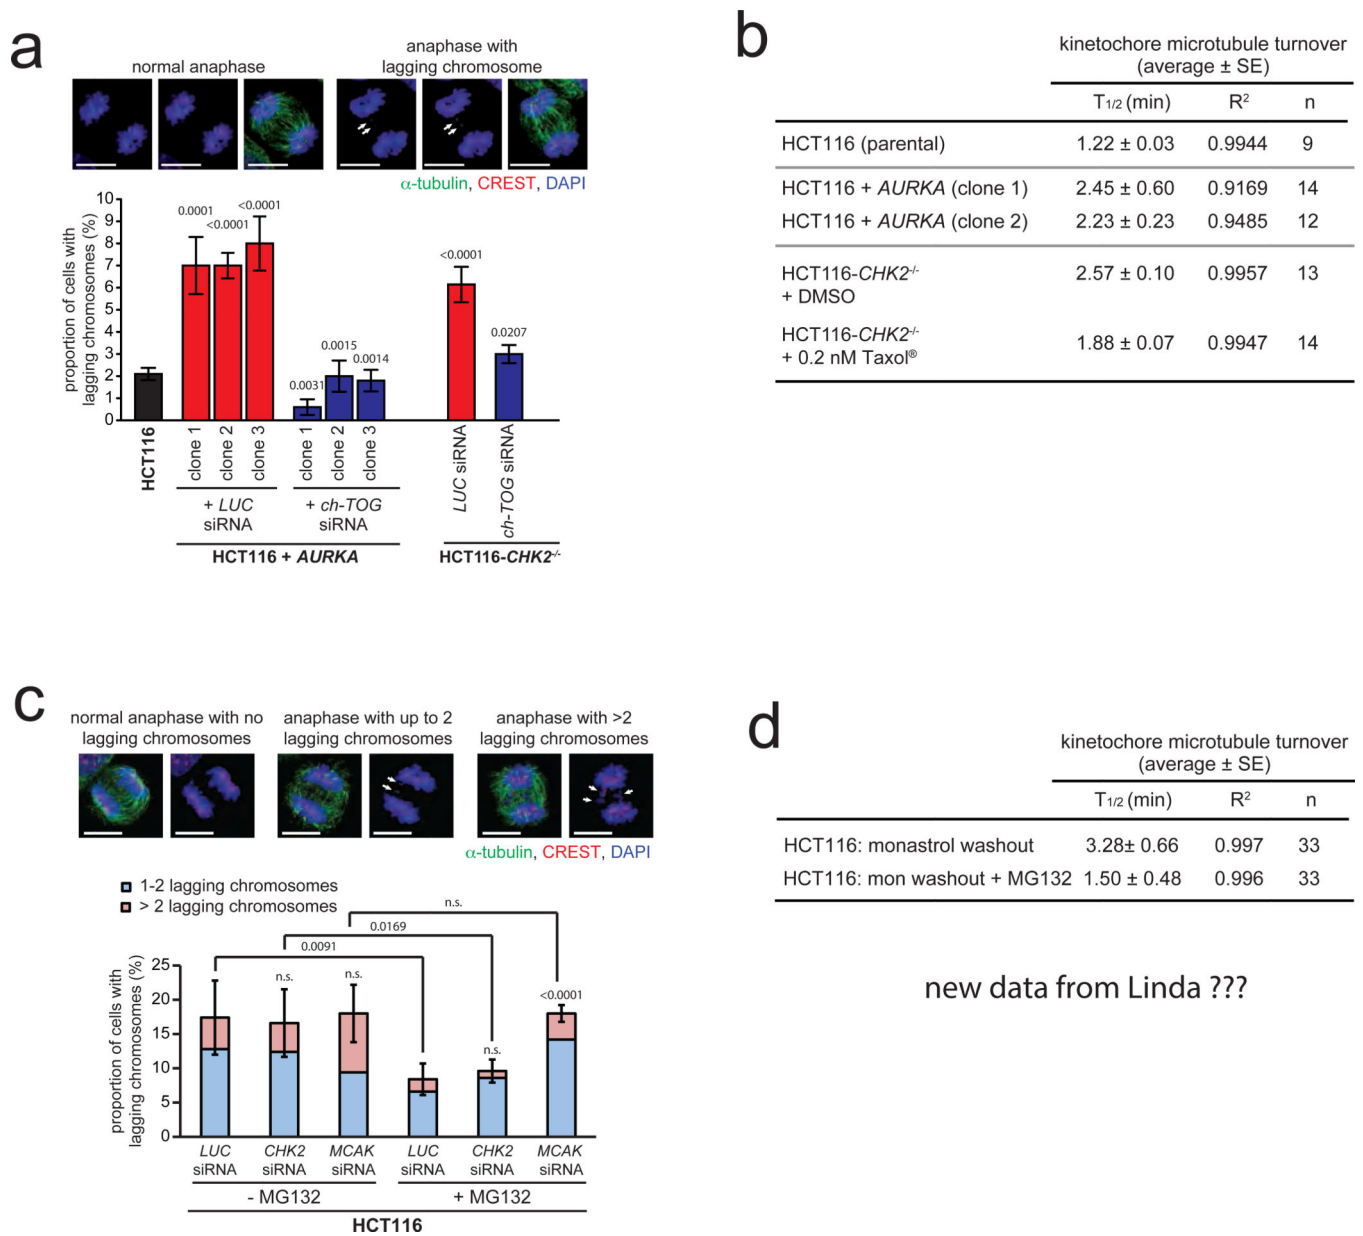 a
normal anaphase
anaphase with
lagging chromosome
α-tubulin, CREST, DAPI
proportion of cells with
lagging chromosomes (%)
10
9
8
7
6
5
4
3
2
1
0
0.0001
<0.0001
<0.0001
0.0031
0.0015
0.0014
<0.0001
0.0207
HCT116
clone 1
clone 2
clone 3
clone 1
clone 2
clone 3
LUC siRNA
ch-TOG siRNA
+ LUC
siRNA
+ ch-TOG
siRNA
HCT116 + AURKA
HCT116-CHK2-/-
b
kinetochore microtubule turnover
(average ± SE)
T1/2 (min) R2 n
HCT116 (parental) 1.22 ± 0.03 0.9944 9
HCT116 + AURKA (clone 1) 2.45 ± 0.60 0.9169 14
HCT116 + AURKA (clone 2) 2.23 ± 0.23 0.9485 12
HCT116-CHK2-/- 2.57 ± 0.10 0.9957 13
+ DMSO
HCT116-CHK2-/- 1.88 ± 0.07 0.9947 14
+ 0.2 nM Taxol®
c
normal anaphase with no
lagging chromosomes
anaphase with up to 2
lagging chromosomes
anaphase with >2
lagging chromosomes
α-tubulin, CREST, DAPI
1-2 lagging chromosomes
> 2 lagging chromosomes
proportion of cells with
lagging chromosomes (%)
25
20
15
10
5
0
n.s.
0.0169
0.0091
n.s.
n.s.
n.s.
<0.0001
LUC
siRNA
CHK2
siRNA
MCAK
siRNA
LUC
siRNA
CHK2
siRNA
MCAK
siRNA
- MG132
+ MG132
HCT116
d
kinetochore microtubule turnover
(average ± SE)
T1/2 (min) R2 n
HCT116: monastrol washout 3.28± 0.66 0.997 33
HCT116: mon washout + MG132 1.50 ± 0.48 0.996 33
new data from Linda ???